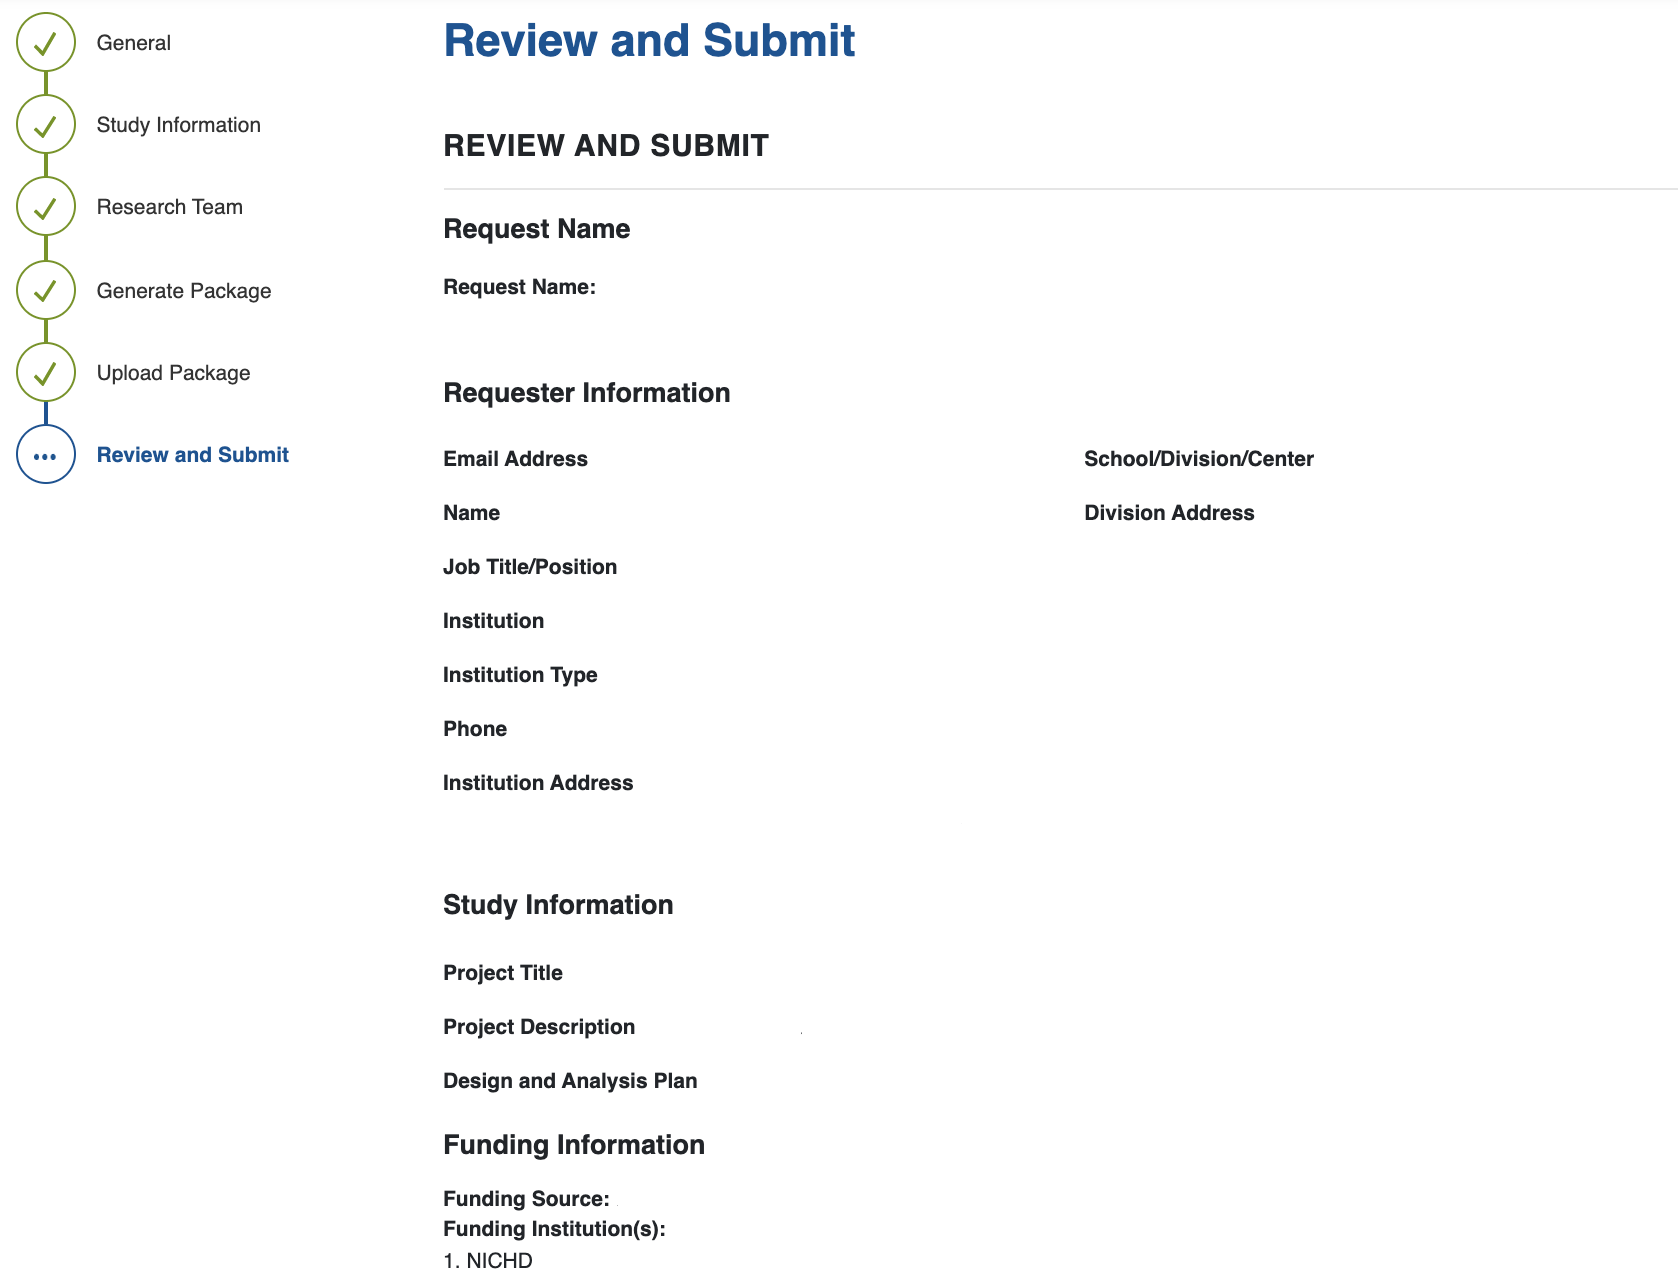 General
Study Information
Research Team
Generate Package
Upload Package
Review and Submit
Review and Submit
REVIEW AND SUBMIT
Request Name
Request Name:
Requester Information
Email Address
School/Division/Center
Name
Division Address
Job Title/Position
Institution
Institution Type
Phone
Institution Address
Study Information
Project Title
Project Description
Design and Analysis Plan
Funding Information
Funding Source:
Funding Institution(s):
1. NICHD